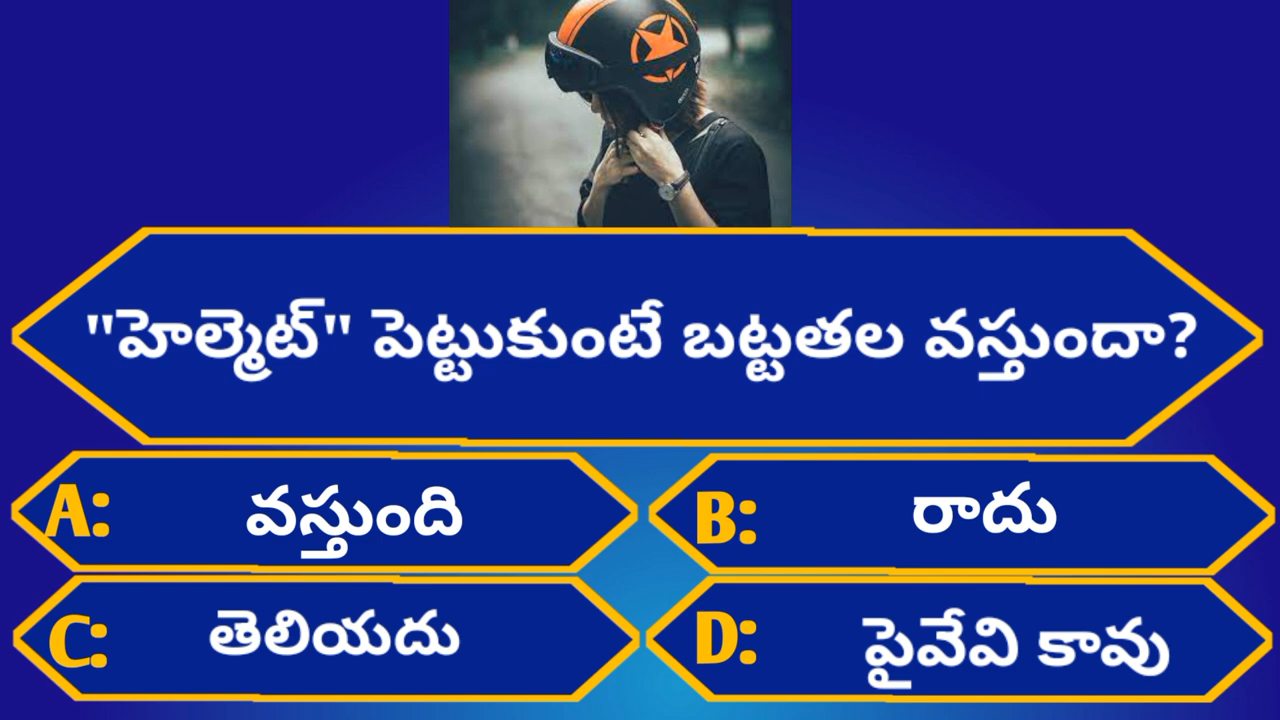 "హెల్మెట్" పెట్టుకుంటే బట్టతల వస్తుందా?
A: వస్తుంది
B: రాదు
C: తెలియదు
D: పైవేవి కావు